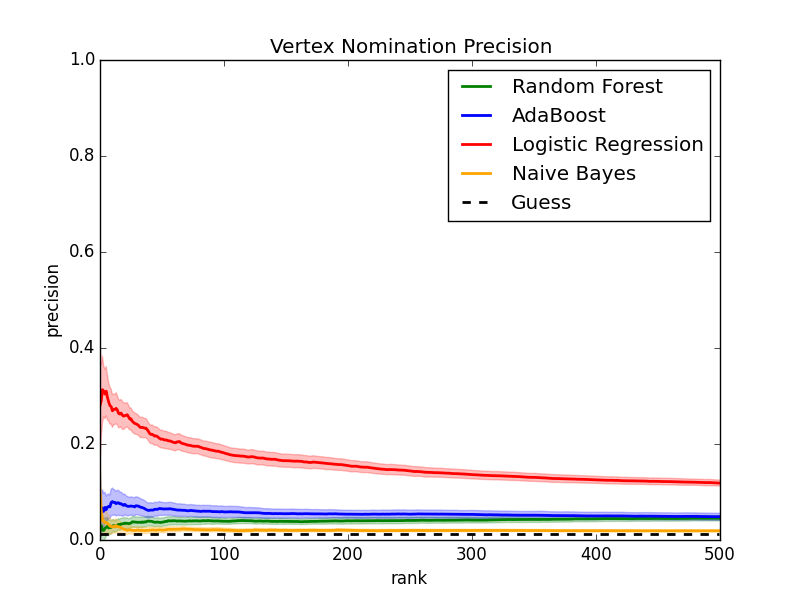 Vertex Nomination Precision
Random Forest
AdaBoost
Logistic Regression
Naive Bayes
Guess
1.0
0.8
0.6
0.4
0.2
0.0
precision
0 100 200 300 400 500
rank